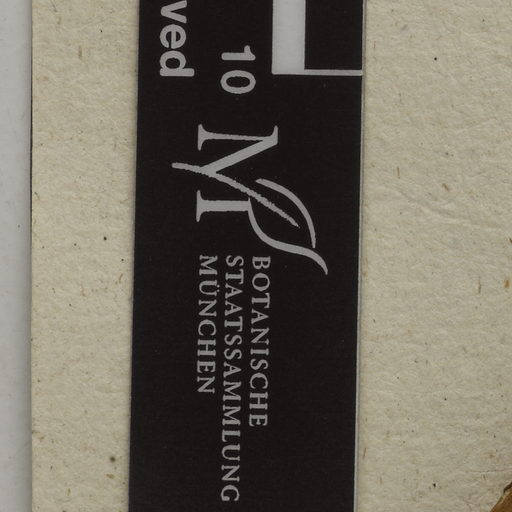 10
ved
M
BOTANISCHE
STAATSSAMMLUNG
MÜNCHEN